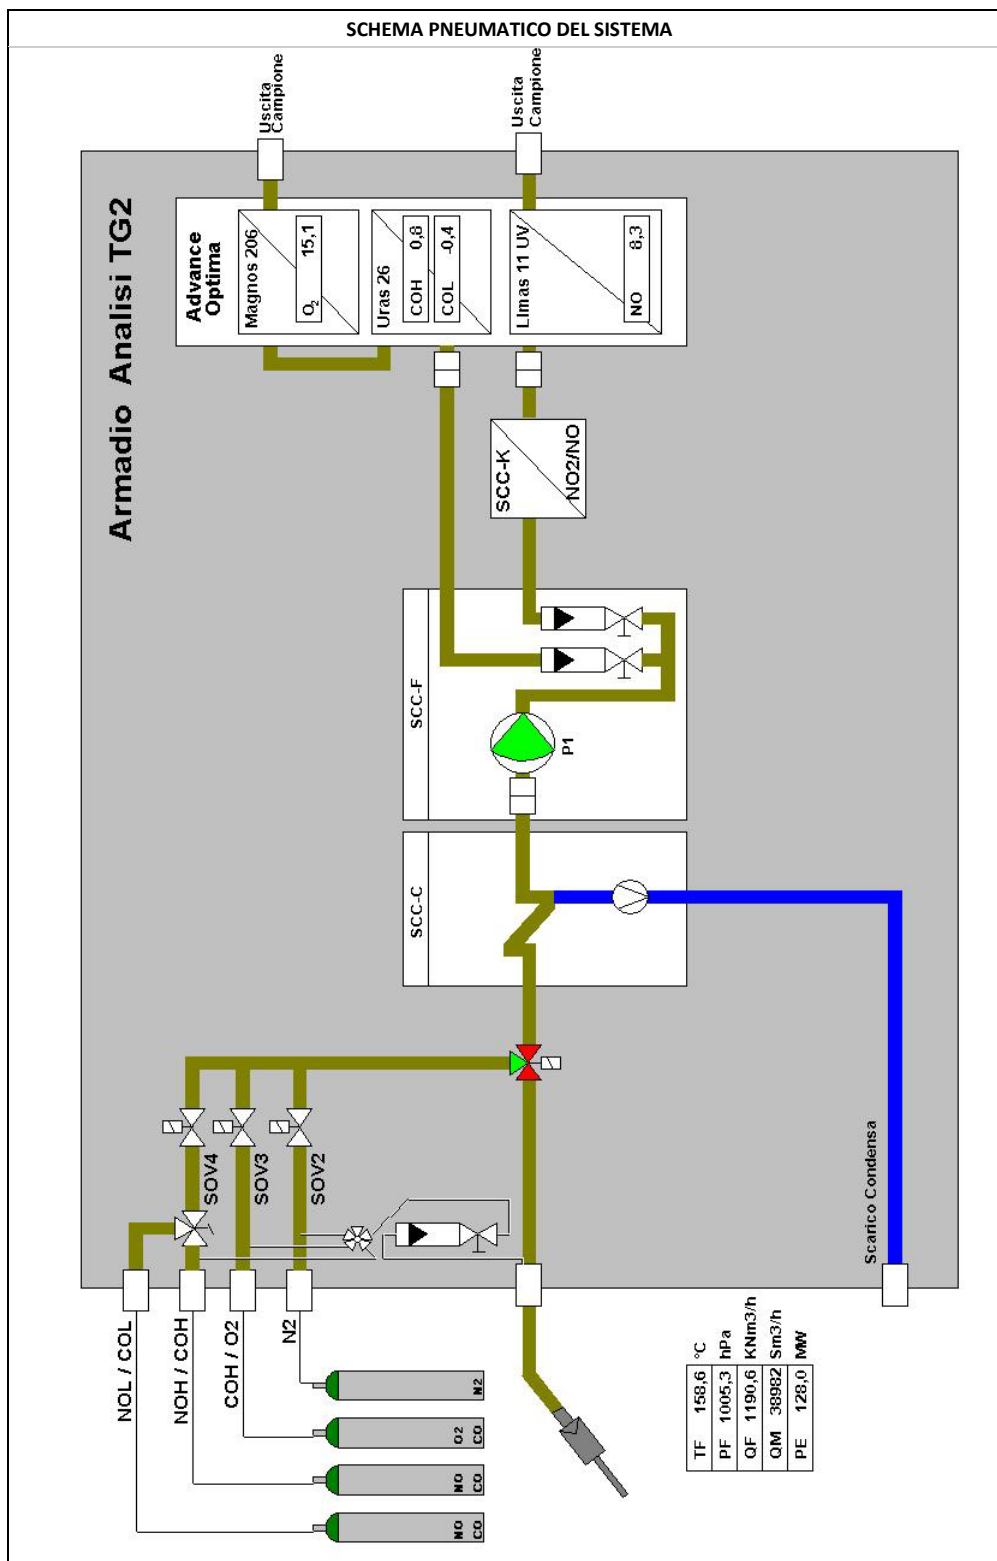 SCHEMA PNEUMATICO DEL SISTEMA
Armadio Analisi TG2
Uscita
Campione
Uscita
Campione
Advance
Optima
Magnos 206
O2 15,1
Uras 26
COH 0,8
COL -0,4
LImas 11 UV
NO 8,3
SCC-K
NO2/NO
SCC-F
P1
SCC-C
SOV4
SOV3
SOV2
NOL / COL
NOH / COH
COH / O2
N2
Scarico Condensa
N2
O2
CO
NO
CO
NO
CO
TF 158,6 °C
PF 1005,3 hPa
QF 1190,6 KNm3/h
QM 38982 Sm3/h
PE 128,0 MW